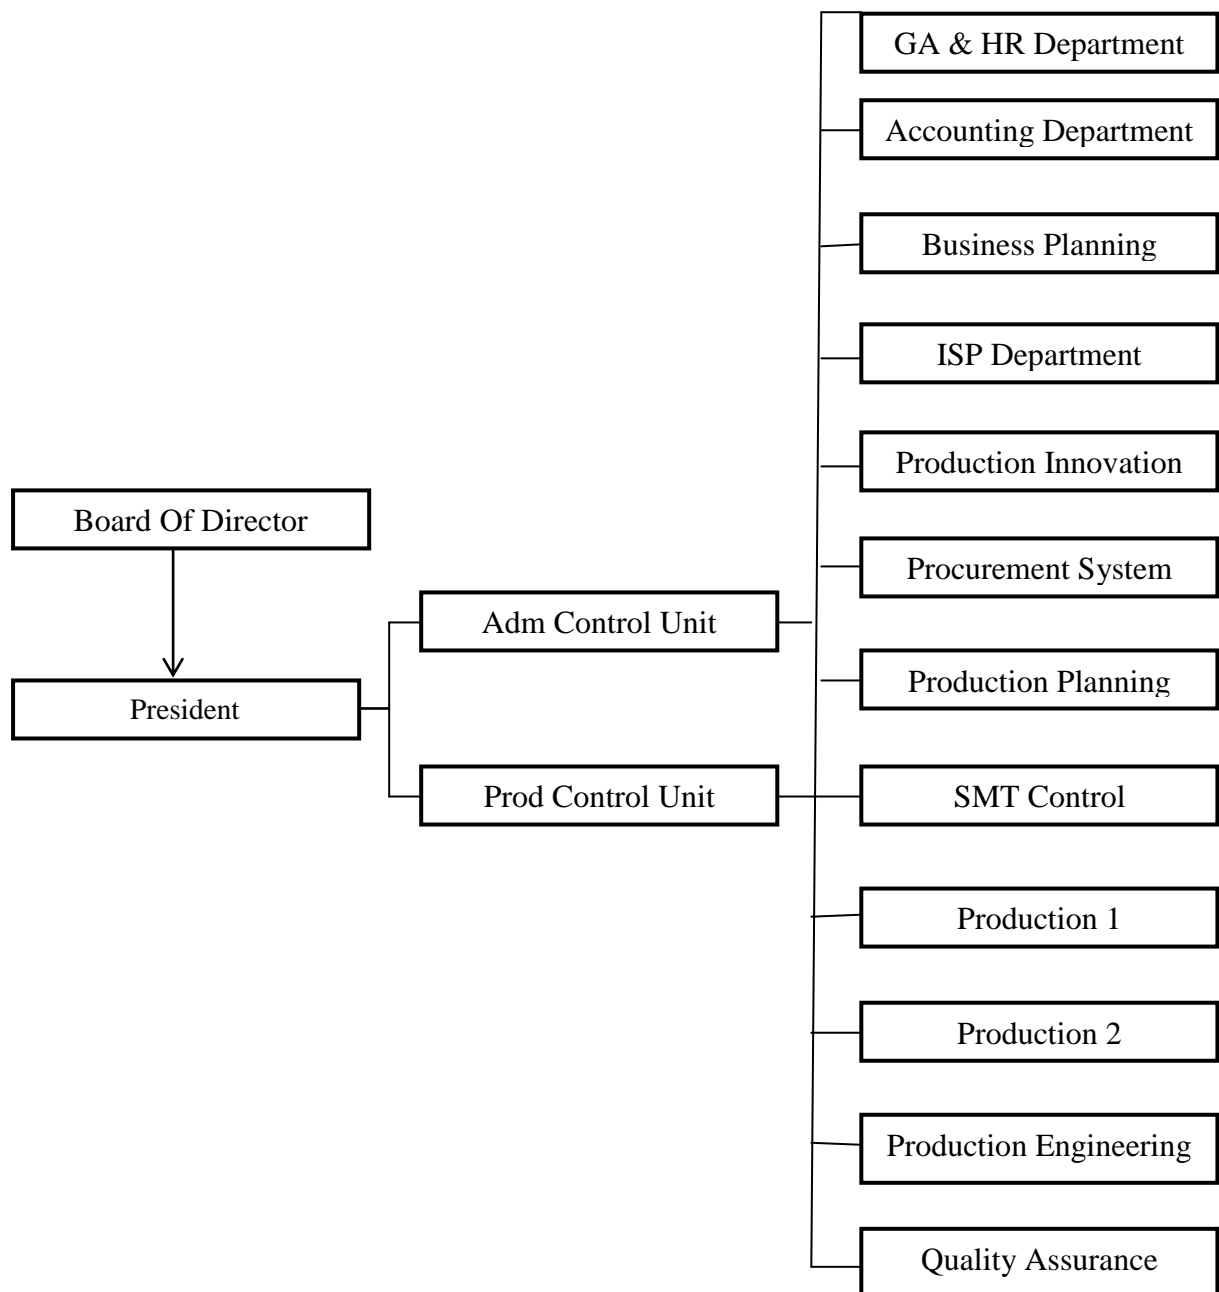 GA & HR Department
Accounting Department
Business Planning
ISP Department
Production Innovation
Board Of Director
Procurement System
Adm Control Unit
Production Planning
President
Prod Control Unit
SMT Control
Production 1
Production 2
Production Engineering
Quality Assurance